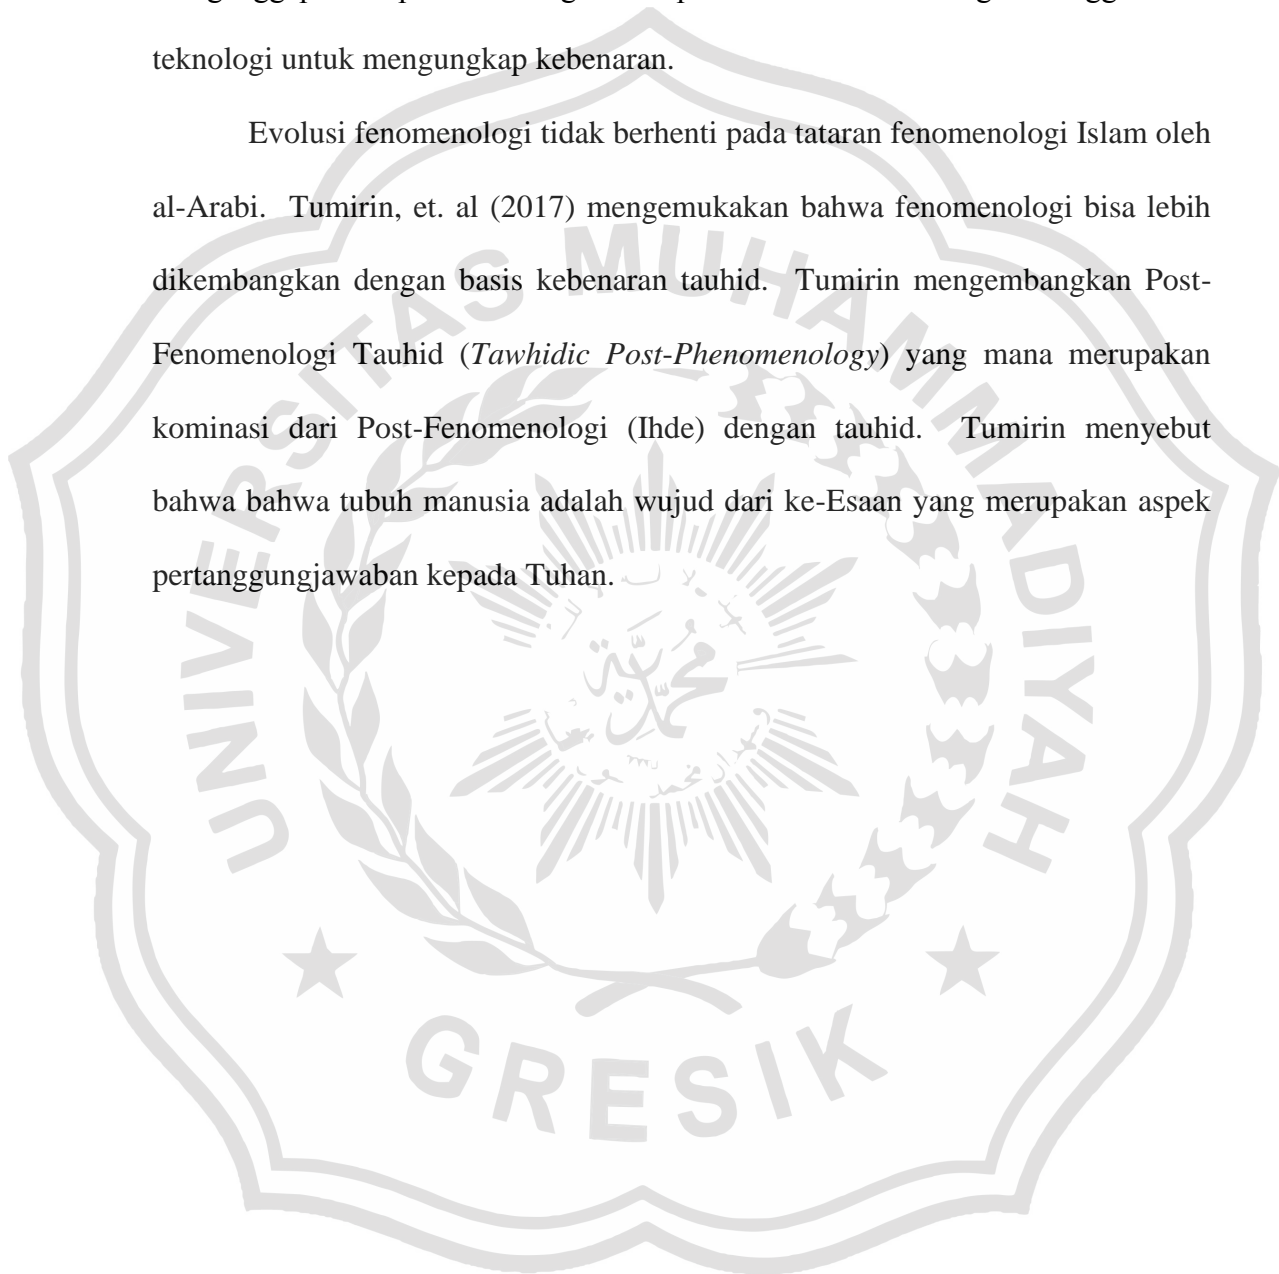 teknologi untuk mengungkap kebenaran.
Evolusi fenomenologi tidak berhenti pada tataran fenomenologi Islam oleh
al-Arabi. Tumirin, et. al (2017) mengemukakan bahwa fenomenologi bisa lebih
dikembangkan dengan basis kebenaran tauhid. Tumirin mengembangkan Post-
Fenomenologi Tauhid (Tawhidic Post-Phenomenology) yang mana merupakan
kominasi dari Post-Fenomenologi (Ihde) dengan tauhid. Tumirin menyebut
bahwa bahwa tubuh manusia adalah wujud dari ke-Esaan yang merupakan aspek
pertanggungjawaban kepada Tuhan.
UNIVERSITAS MUHAMMADIYAH
محمدية
GRESIK